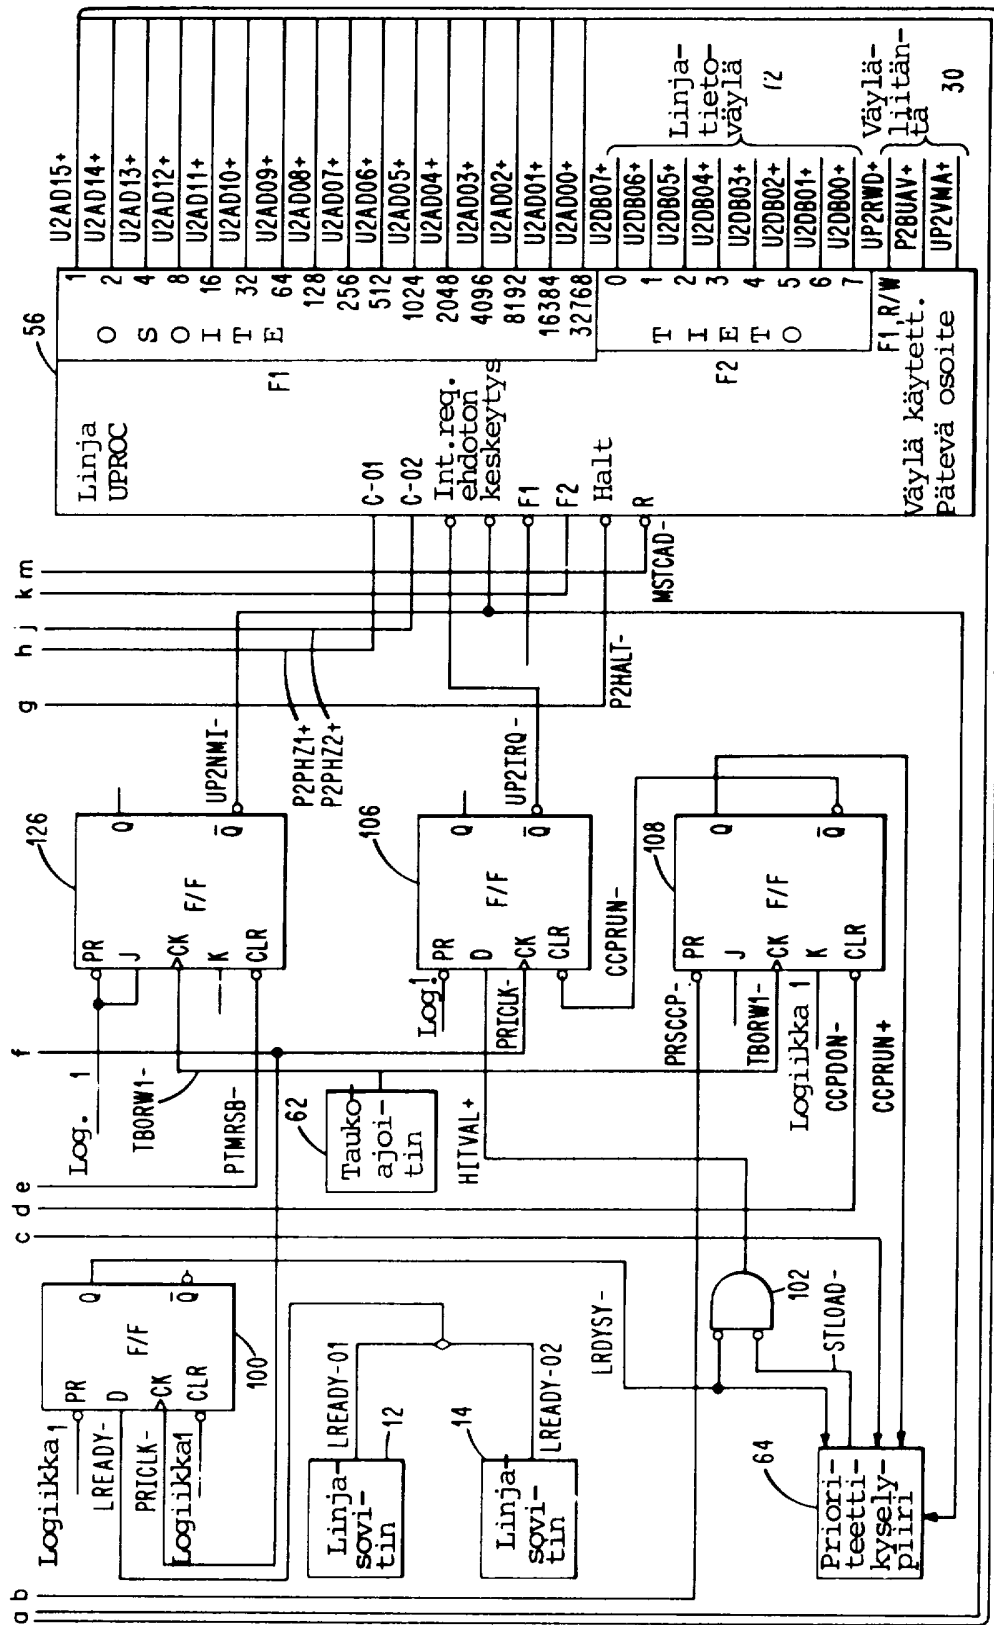 a
b
c
d
e
f
g
h
j
k
m
56
Linja
UPROC
OSOITE
F1
1
2
4
8
16
32
64
128
256
512
1024
2048
4096
8192
16384
32768
U2AD15+
U2AD14+
U2AD13+
U2AD12+
U2AD11+
U2AD10+
U2AD09+
U2AD08+
U2AD07+
U2AD06+
U2AD05+
U2AD04+
U2AD03+
U2AD02+
U2AD01+
U2AD00+
TIETO
F2
0
1
2
3
4
5
6
7
U2DB07+
U2DB06+
U2DB05+
U2DB04+
U2DB03+
U2DB02+
U2DB01+
U2DB00+
UP2RWD+
P2BUAV+
UP2VMA+
Linja-
tieto-
väylä
72
Väylä-
liitän-
tä
30
F1,R/W
Väylä käytett.
Pätevä osoite
C-01
C-02
Int.req.
ehdoton
keskeytys
F1
F2
Halt
R
MSTCAD-
P2HALT-
P2PHZ1+
P2PHZ2+
UP2NMI-
UP2IRQ-
126
PR
J
CK
K
CLR
F/F
Q
Q̅
Log. 1
TBORW1-
PTMRSB-
62
Tauko-
ajoi-
tin
106
PR
D
CK
CLR
F/F
Q
Q̅
Log!
PRICLK-
HITVAL+
CCPRUN-
108
PR
J
CK
K
CLR
F/F
Q
Q̅
PRSCCP-
TBORW1-
Logiikka 1
CCPDON-
CCPRUN+
100
PR
D
CK
CLR
F/F
Q
Q̅
Logiikka1
LREADY-
PRICLK-
Logiikka1
LREADY-01
12
Linja-
sovi-
tin
14
LREADY-02
Linja-
sovi-
tin
LRDYSY-
102
STLOAD-
64
Priori-
teetti-
kysely-
piiri